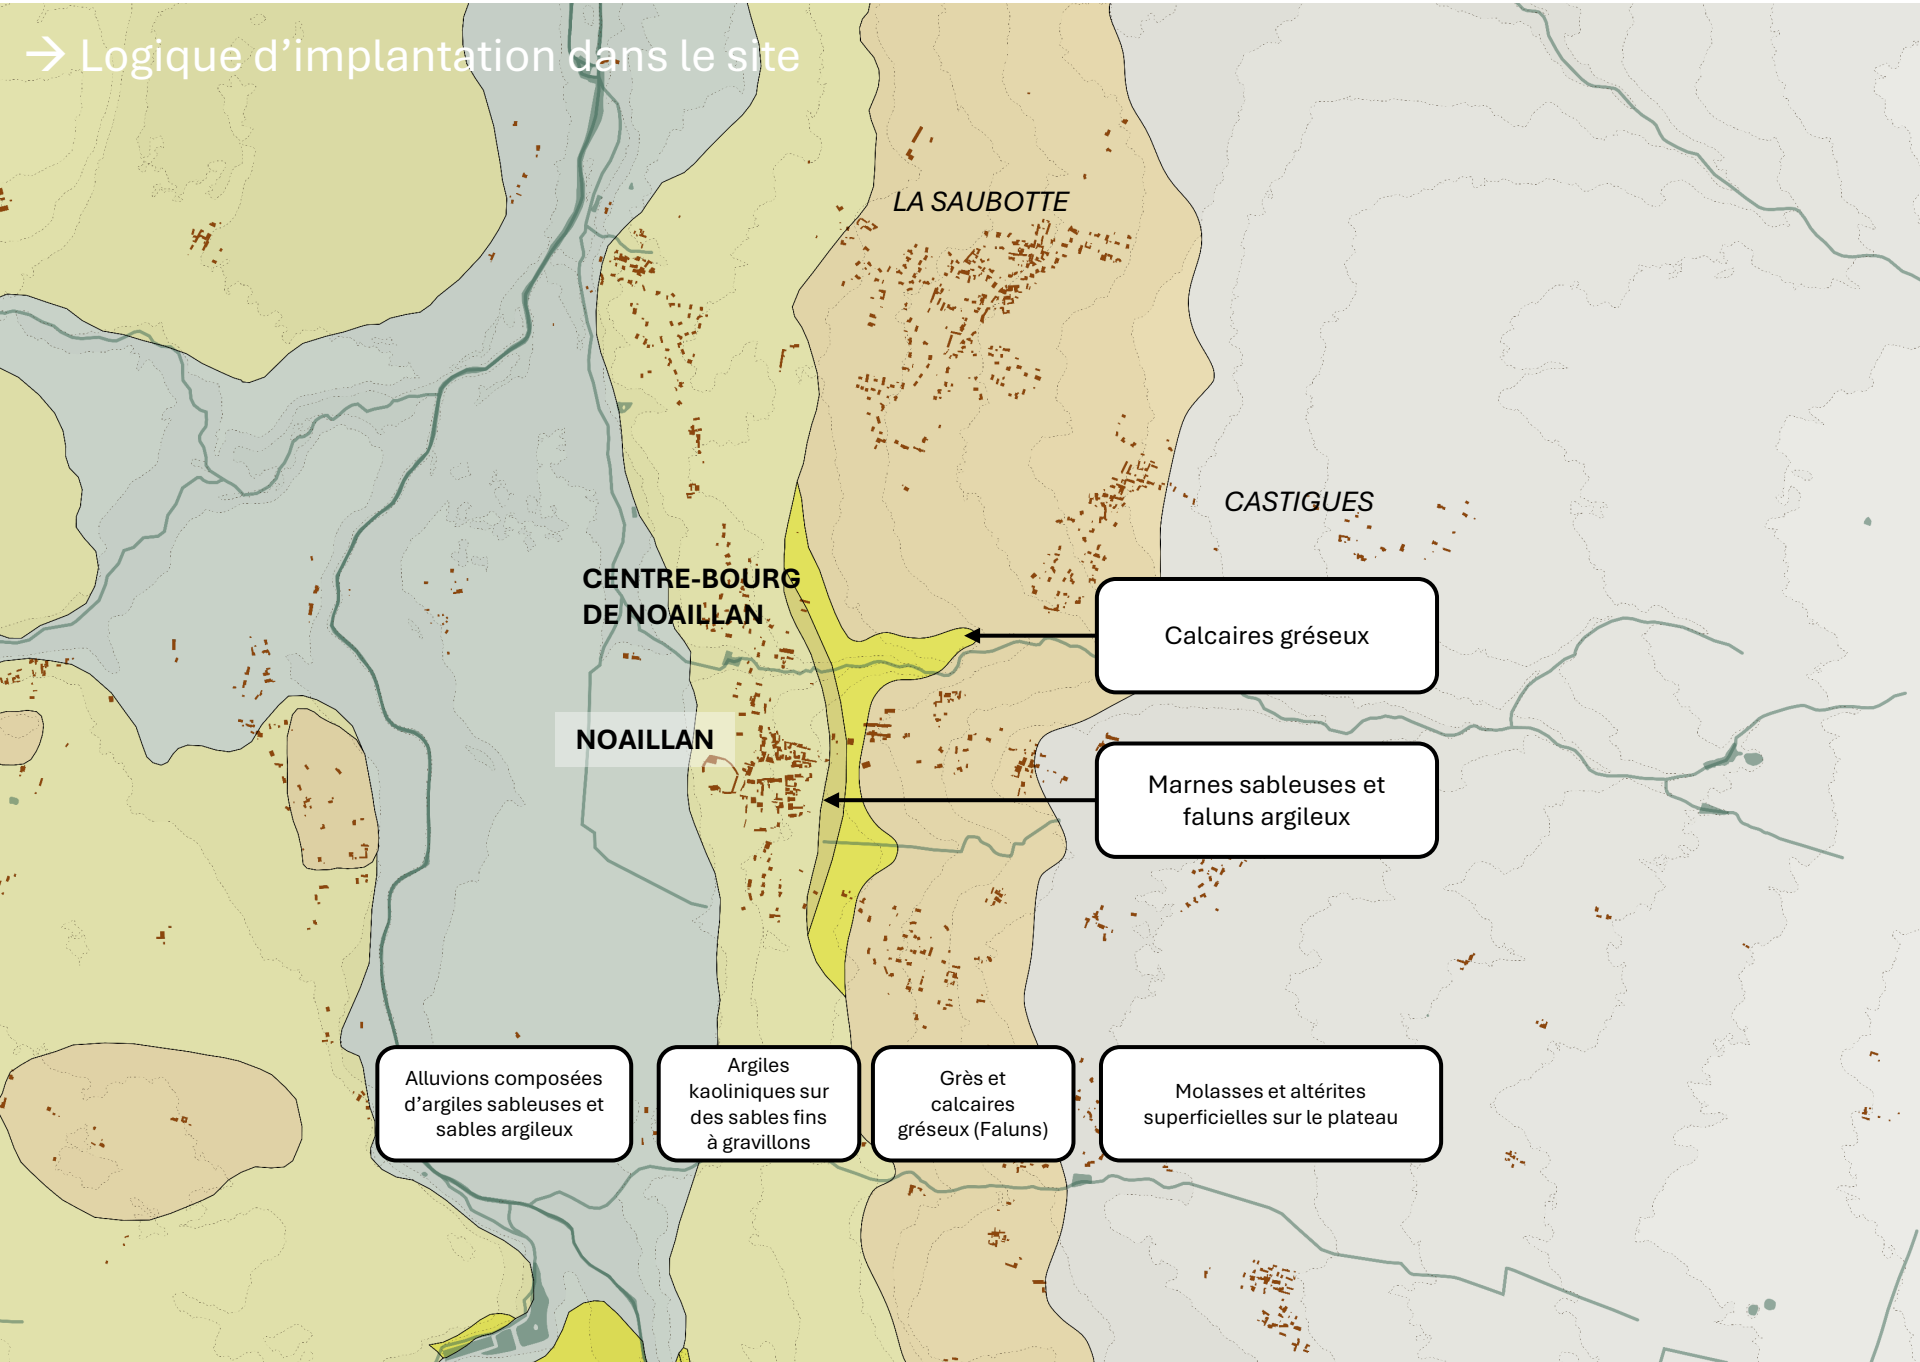 → Logique d’implantation dans le site
LA SAUBOTTE
CASTIGUES
CENTRE-BOURG
DE NOAILLAN
Calcaires gréseux
NOAILLAN
Marnes sableuses et
faluns argileux
Alluvions composées
d’argiles sableuses et
sables argileux
Argiles
kaoliniques sur
des sables fins
à gravillons
Grès et
calcaires
gréseux (Faluns)
Molasses et altérites
superficielles sur le plateau